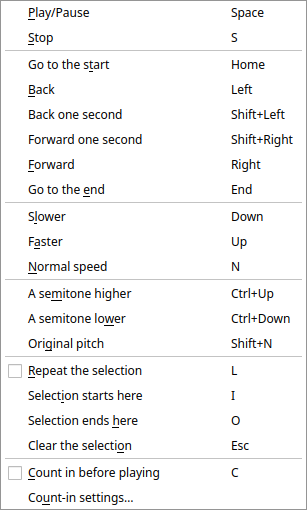 Play/Pause Space
Stop S
Go to the start Home
Back Left
Back one second Shift+Left
Forward one second Shift+Right
Forward Right
Go to the end End
Slower Down
Faster Up
Normal speed N
A semitone higher Ctrl+Up
A semitone lower Ctrl+Down
Original pitch Shift+N
Repeat the selection L
Selection starts here I
Selection ends here O
Clear the selection Esc
Count in before playing C
Count-in settings...